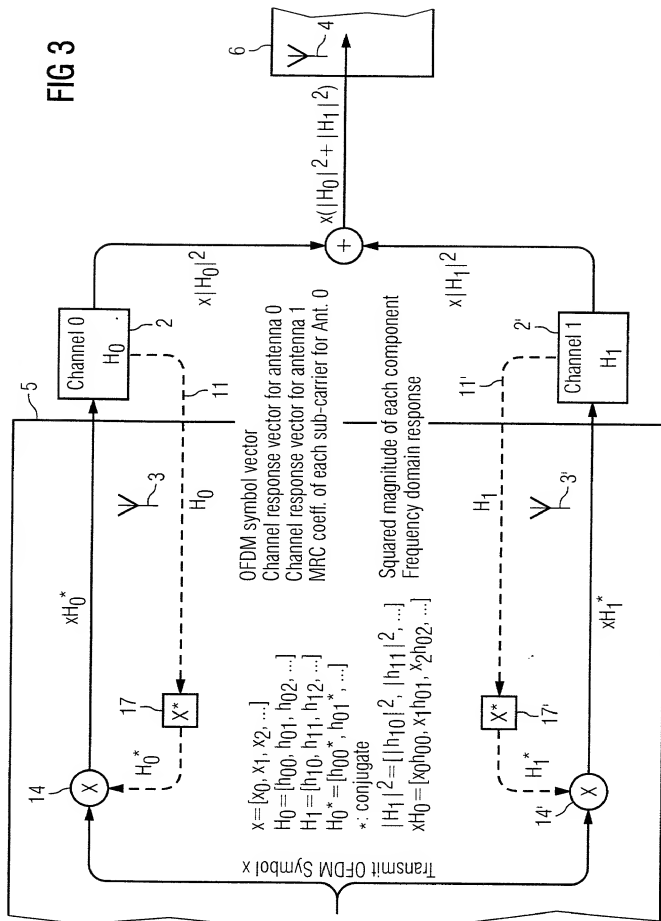 FIG 3
Transmit OFDM Symbol x
14
X
H0*
17
X*
xH0*
3
H0
5
11
Channel 0
H0
2
x|H0|²
x = [x0, x1, x2, ...] OFDM symbol vector
H0 = [h00, h01, h02, ...] Channel response vector for antenna 0
H1 = [h10, h11, h12, ...] Channel response vector for antenna 1
H0* = [h00*, h01*, ...] MRC coeff. of each sub-carrier for Ant. 0
*: conjugate
|H1|² = [|h10|², |h11|², ...] Squared magnitude of each component
xH0 = [x0h00, x1h01, x2h02, ...] Frequency domain response
+
x(|H0|² + |H1|²)
6
4
14'
X
H1*
X*
17'
xH1*
3'
H1
11'
2'
Channel 1
H1
x|H1|²